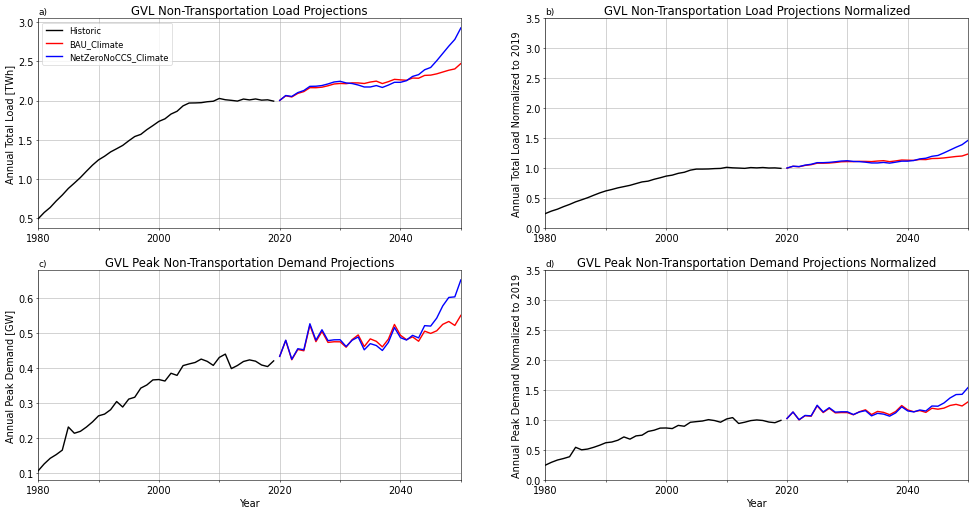 a)
GVL Non-Transportation Load Projections
Historic
BAU_Climate
NetZeroNoCCS_Climate
Annual Total Load [TWh]
3.0
2.5
2.0
1.5
1.0
0.5
1980
2000
2020
2040
b)
GVL Non-Transportation Load Projections Normalized
Annual Total Load Normalized to 2019
3.5
3.0
2.5
2.0
1.5
1.0
0.5
0.0
1980
2000
2020
2040
c)
GVL Peak Non-Transportation Demand Projections
Annual Peak Demand [GW]
0.6
0.5
0.4
0.3
0.2
0.1
1980
2000
2020
2040
Year
d)
GVL Peak Non-Transportation Demand Projections Normalized
Annual Peak Demand Normalized to 2019
3.5
3.0
2.5
2.0
1.5
1.0
0.5
0.0
1980
2000
2020
2040
Year